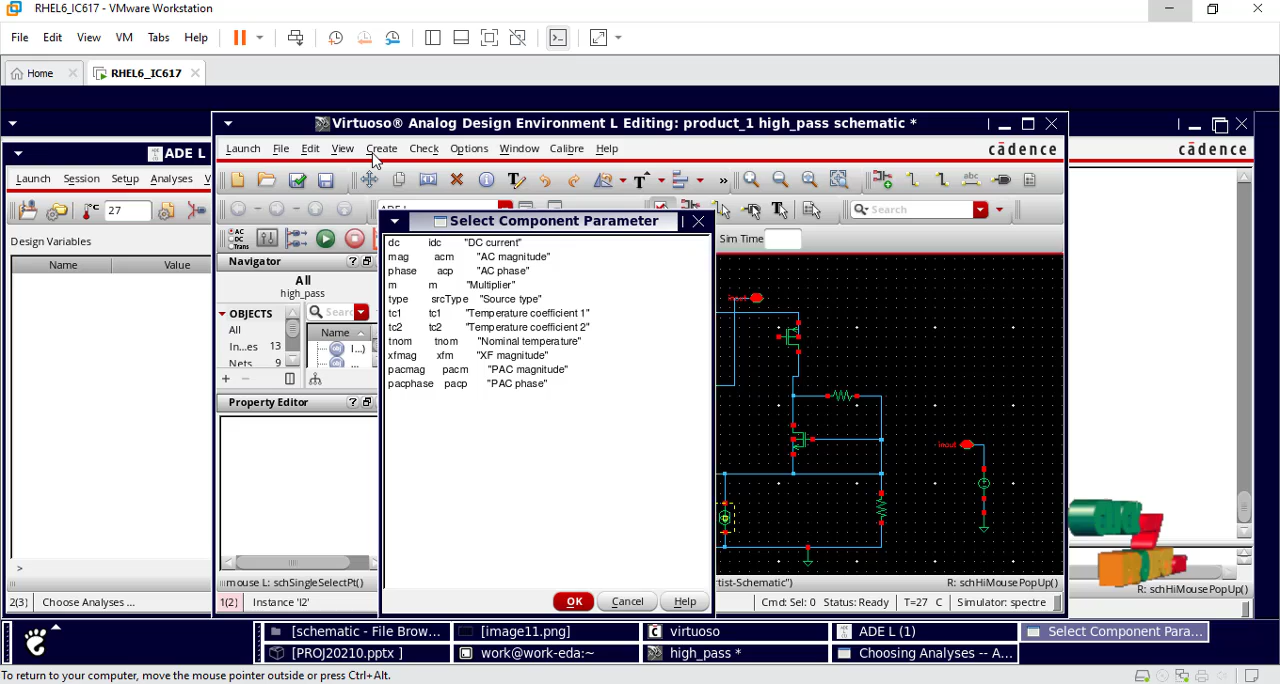 RHEL6_IC617 - VMware Workstation
File Edit View VM Tabs Help
Home RHEL6_IC617
Virtuoso® Analog Design Environment L Editing: product_1 high_pass schematic *
ADE L
Launch File Edit View Create Check Options Window Calibre Help cādence
cādence
Launch Session Setup Analyses V
°C 27
Search
Select Component Parameter
Sim Time
Design Variables
Name Value
AC
DC
Trans
Navigator
All
high_pass
OBJECTS
All
In...es 13
Nets 9
Name
I...)
Property Editor
dc idc "DC current"
mag acm "AC magnitude"
phase acp "AC phase"
m m "Multiplier"
type srcType "Source type"
tc1 tc1 "Temperature coefficient 1"
tc2 tc2 "Temperature coefficient 2"
tnom tnom "Nominal temperature"
xfmag xfm "XF magnitude"
pacmag pacm "PAC magnitude"
pacphase pacp "PAC phase"
OK Cancel Help
>
mouse L: schSingleSelectPt()
rtist-Schematic")
R: schHiMousePopUp()
R: schHiMousePopUp()
2(3) Choose Analyses ...
1(2) Instance 'I2'
Cmd: Sel: 0 Status: Ready T=27 C Simulator: spectre
[schematic - File Brow... [image11.png] virtuoso ADE L (1) Select Component Para...
[PROJ20210.pptx ] work@work-eda:~ high_pass * Choosing Analyses -- A...
To return to your computer, move the mouse pointer outside or press Ctrl+Alt.